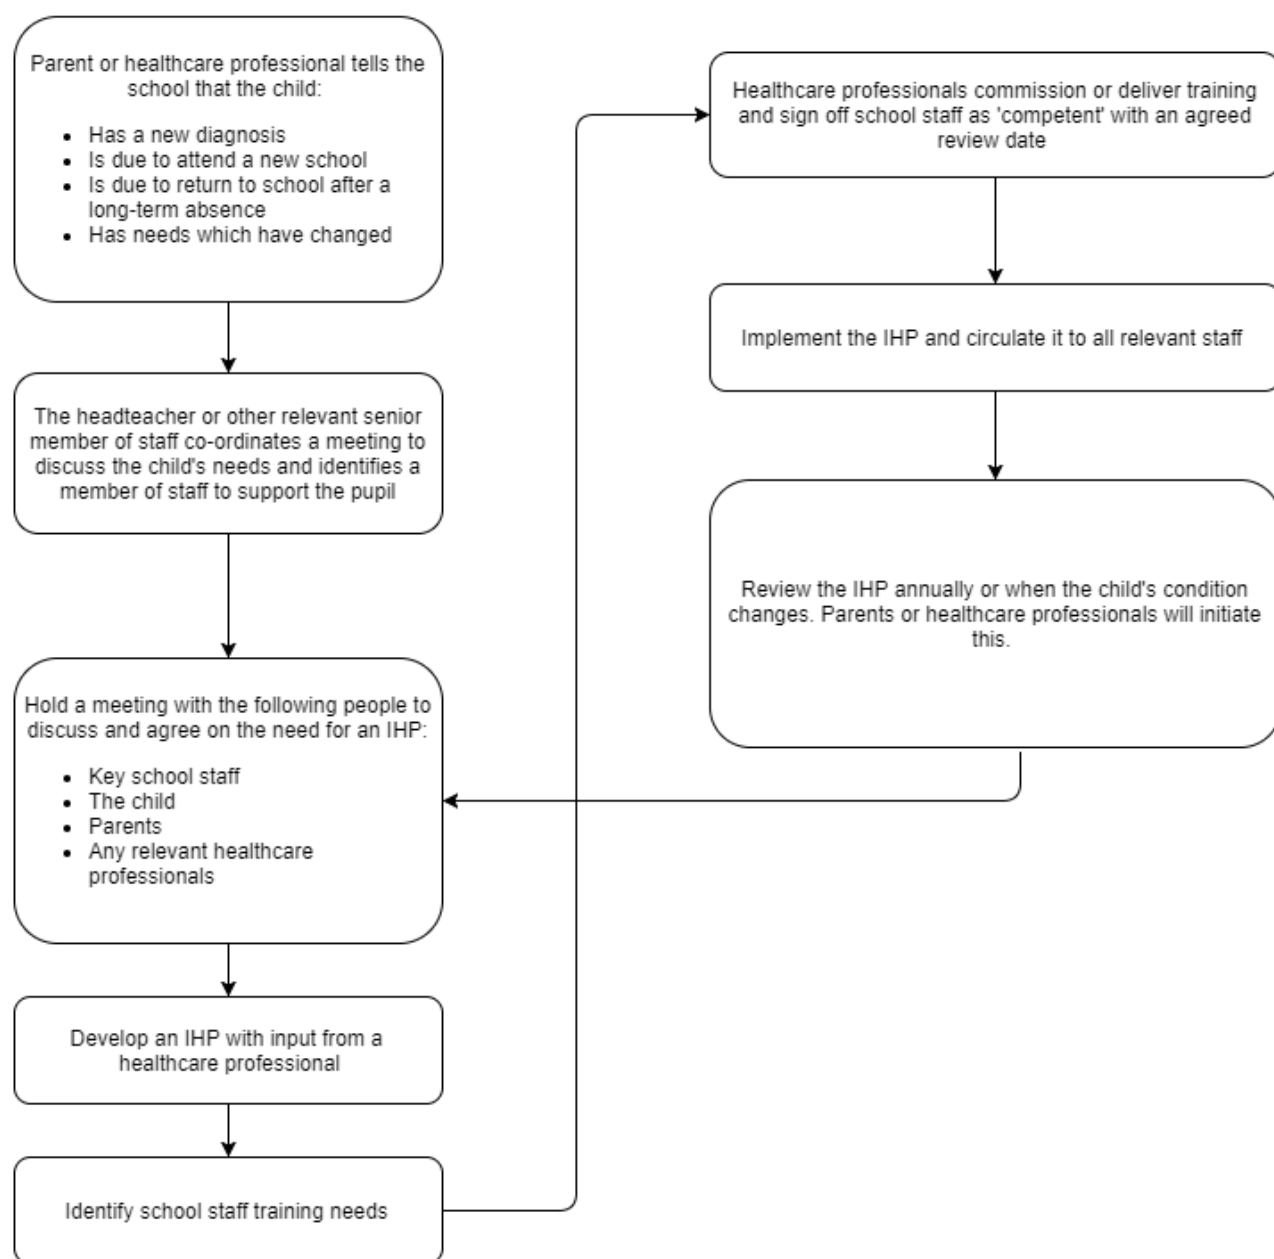 Parent or healthcare professional tells the
school that the child:
• Has a new diagnosis
• Is due to attend a new school
• Is due to return to school after a
long-term absence
• Has needs which have changed
The headteacher or other relevant senior
member of staff co-ordinates a meeting to
discuss the child's needs and identifies a
member of staff to support the pupil
Hold a meeting with the following people to
discuss and agree on the need for an IHP:
• Key school staff
• The child
• Parents
• Any relevant healthcare
professionals
Develop an IHP with input from a
healthcare professional
Identify school staff training needs
Healthcare professionals commission or deliver training
and sign off school staff as 'competent' with an agreed
review date
Implement the IHP and circulate it to all relevant staff
Review the IHP annually or when the child's condition
changes. Parents or healthcare professionals will initiate
this.